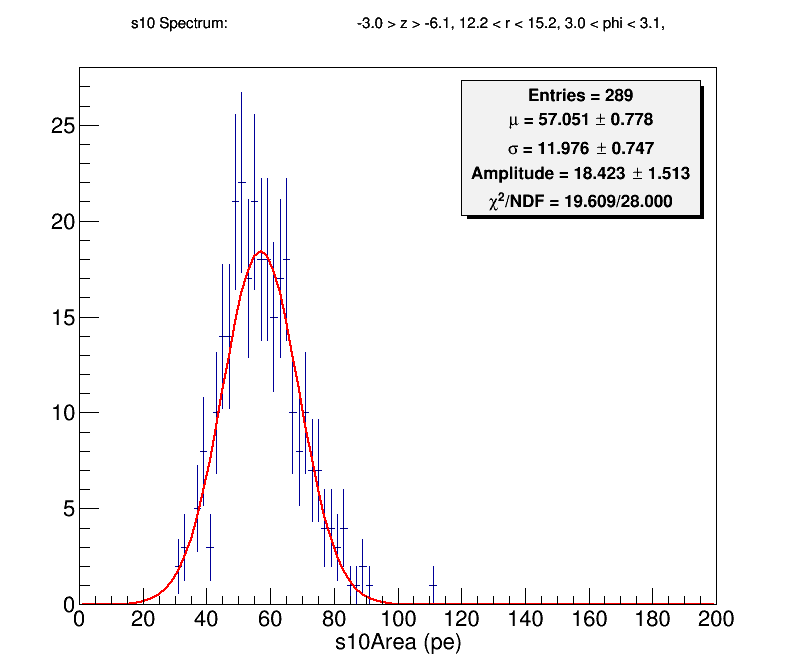 s10 Spectrum: -3.0 > z > -6.1, 12.2 < r < 15.2, 3.0 < phi < 3.1,
Entries = 289
μ = 57.051 ± 0.778
σ = 11.976 ± 0.747
Amplitude = 18.423 ± 1.513
χ²/NDF = 19.609/28.000
25
20
15
10
5
0
0 20 40 60 80 100 120 140 160 180 200
s10Area (pe)